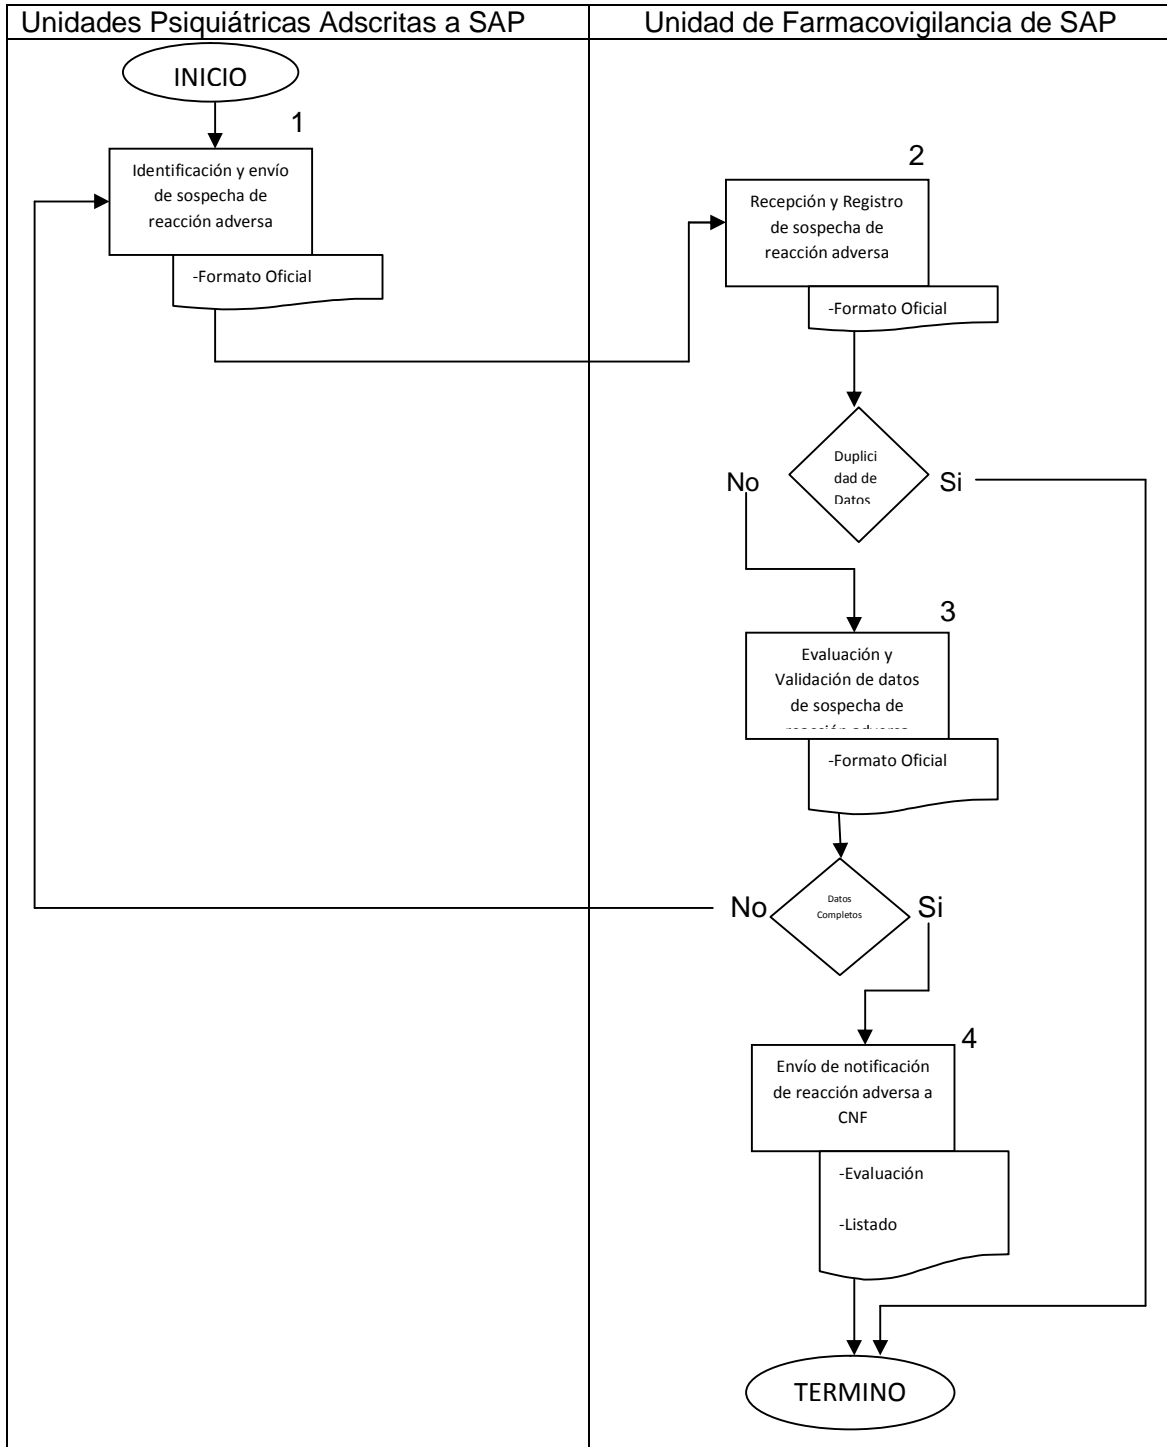 Unidades Psiquiátricas Adscritas a SAP
Unidad de Farmacovigilancia de SAP
INICIO
1
Identificación y envío
de sospecha de
reacción adversa
-Formato Oficial
2
Recepción y Registro
de sospecha de
reacción adversa
-Formato Oficial
Duplici
dad de
Datos
No
Si
3
Evaluación y
Validación de datos
de sospecha de
reacción adversa
-Formato Oficial
Datos
Completos
No
Si
4
Envío de notificación
de reacción adversa a
CNF
-Evaluación
-Listado
TERMINO